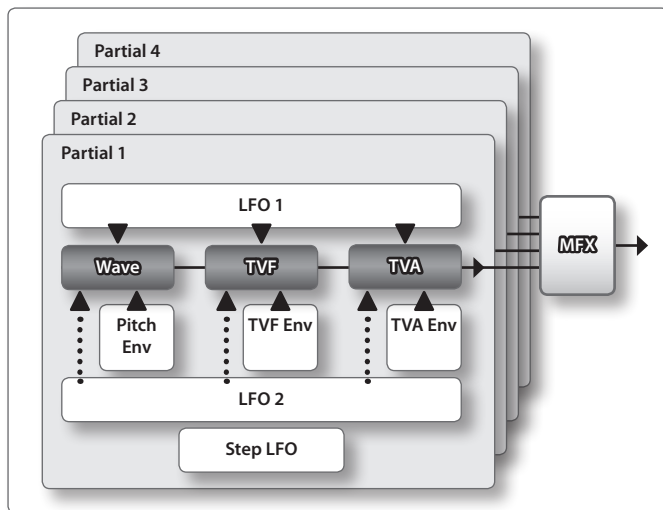 Partial 4
Partial 3
Partial 2
Partial 1
LFO 1
Wave
TVF
TVA
MFX
Pitch
Env
TVF Env
TVA Env
LFO 2
Step LFO